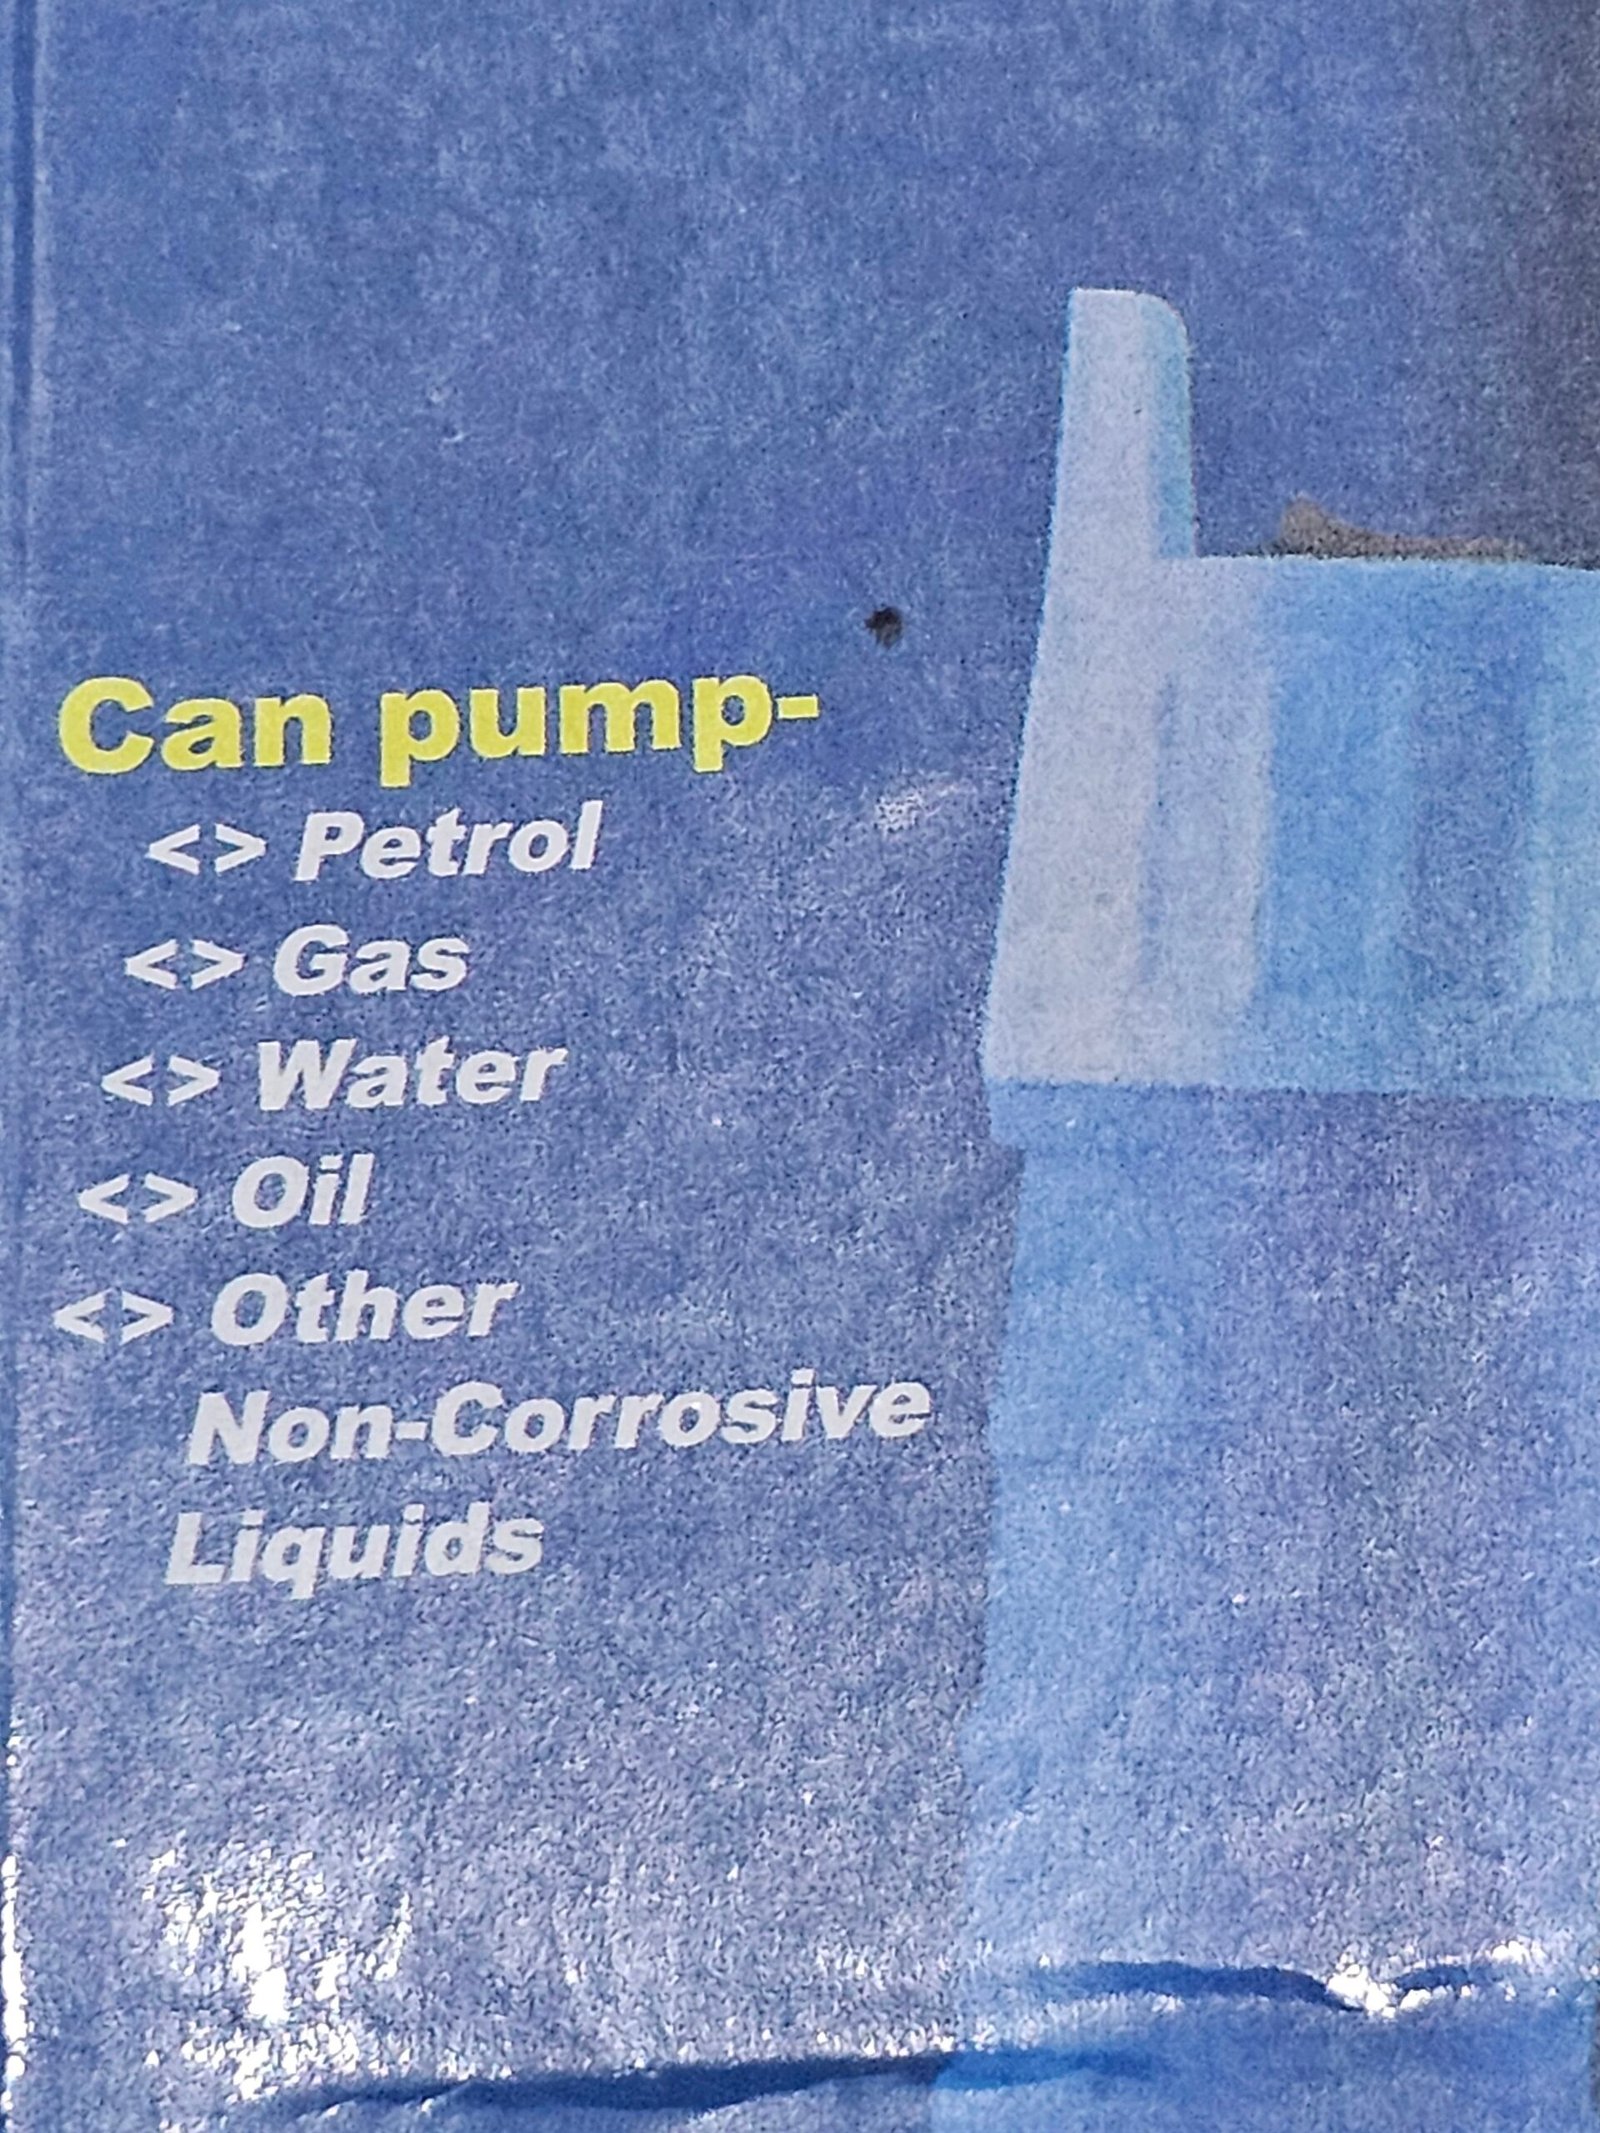 Can pump-
<> Petrol
<> Gas
<> Water
<> Oil
<> Other
Non-Corrosive
Liquids